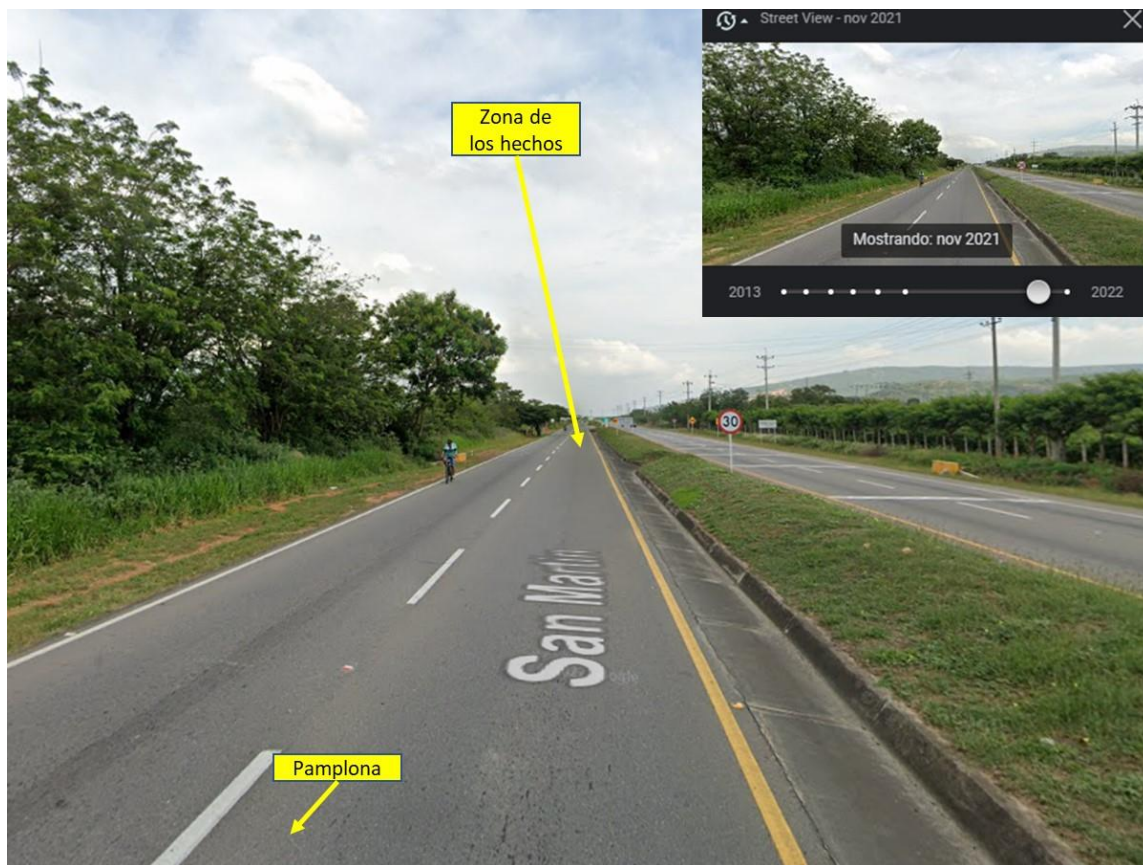 Street View - nov 2021
Zona de
los hechos
Mostrando: nov 2021
2013
2022
30
San Martín
Pamplona